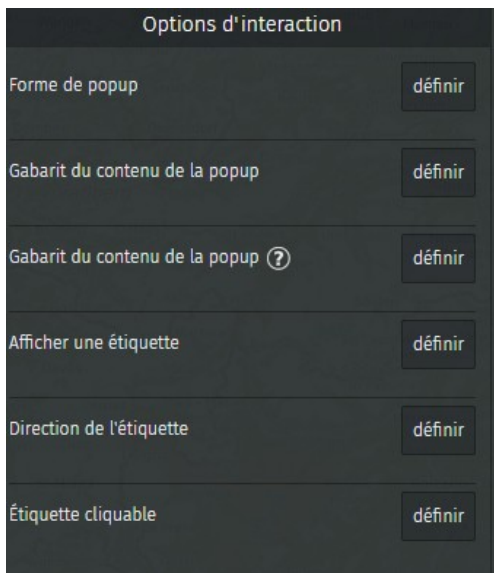 Options d'interaction
Forme de popup définir
Gabarit du contenu de la popup définir
Gabarit du contenu de la popup ? définir
Afficher une étiquette définir
Direction de l'étiquette définir
Étiquette cliquable définir